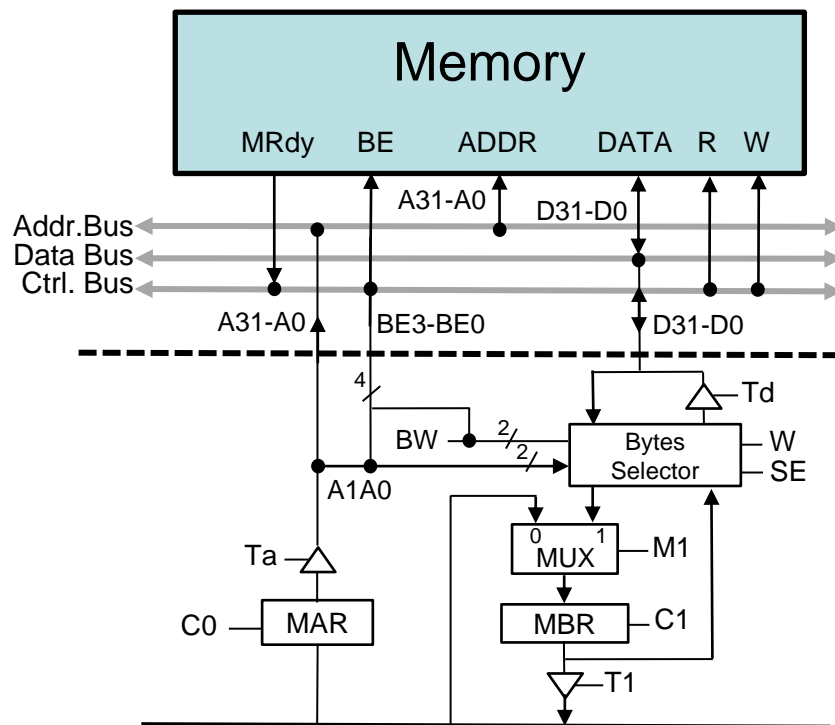 Memory
MRdy BE ADDR DATA R W
A31-A0 D31-D0
Addr.Bus
Data Bus
Ctrl. Bus
A31-A0 BE3-BE0 D31-D0
4
Td
BW 2 Bytes Selector W
2 SE
A1A0
0 1
MUX M1
Ta
C0 MAR MBR C1
T1